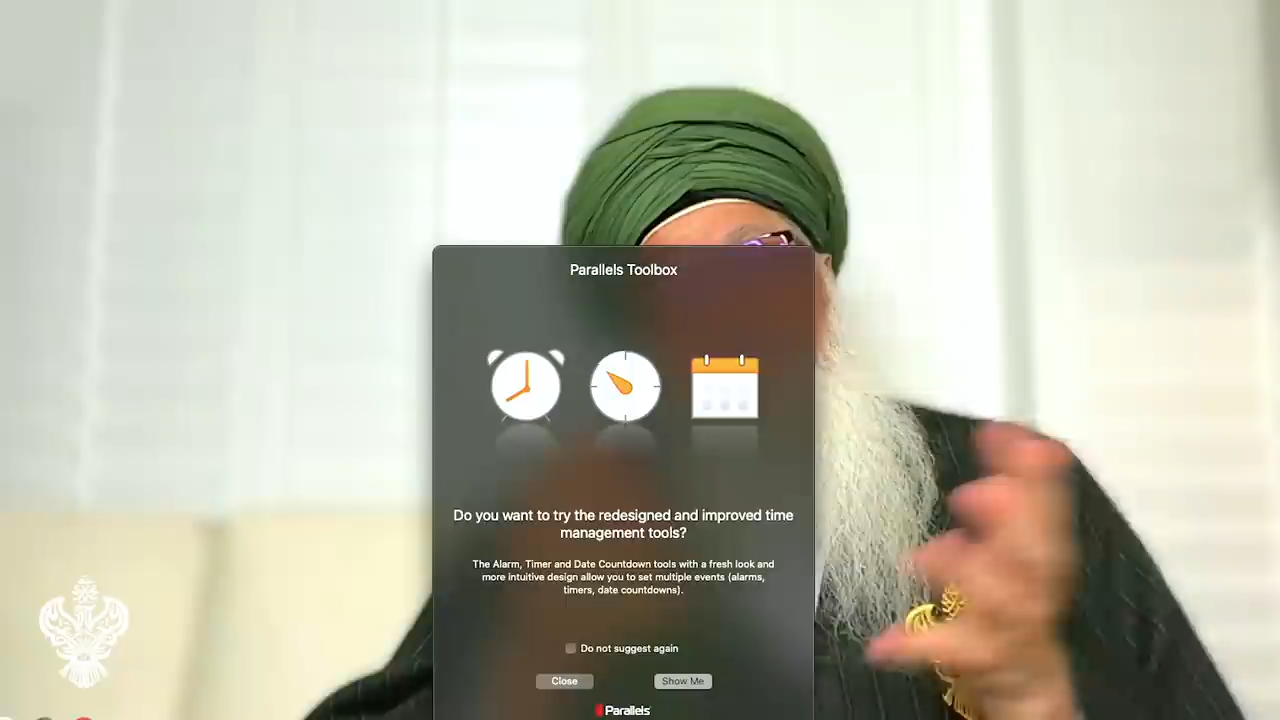 Parallels Toolbox
Do you want to try the redesigned and improved time
management tools?
The Alarm, Timer and Date Countdown tools with a fresh look and
more intuitive design allow you to set multiple events (alarms,
timers, date countdowns).
Do not suggest again
Close
Show Me
Parallels